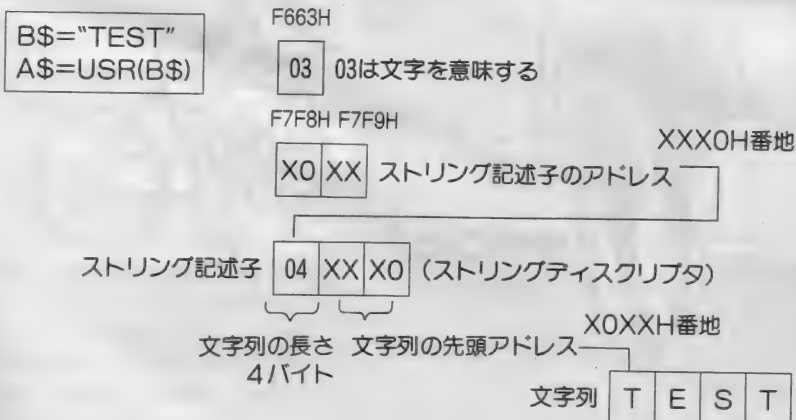 B$="TEST"
A$=USR(B$)
F663H
03 03は文字を意味する
F7F8H F7F9H
X0 XX ストリング記述子のアドレス
XXX0H番地
ストリング記述子 04 XX X0 (ストリングディスクリプタ)
文字列の長さ 文字列の先頭アドレス
4バイト
X0XXH番地
文字列 T E S T